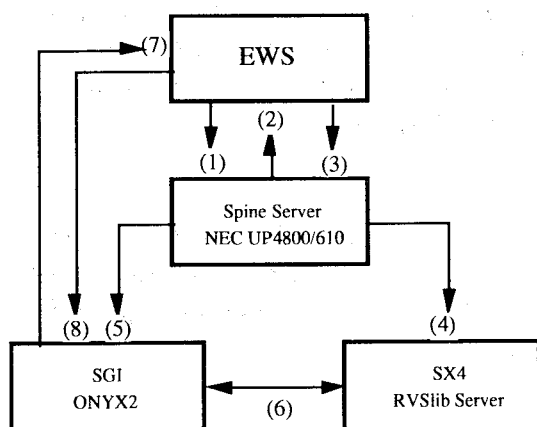 (7)
EWS
(2)
(1)
(3)
Spine Server
NEC UP4800/610
(8)
(5)
(4)
SGI
ONYX2
(6)
SX4
RVSlib Server